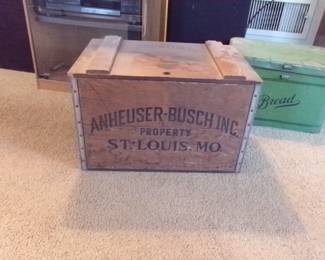 ANHEUSER-BUSCH INC.
PROPERTY
ST. LOUIS, MO.
Bread